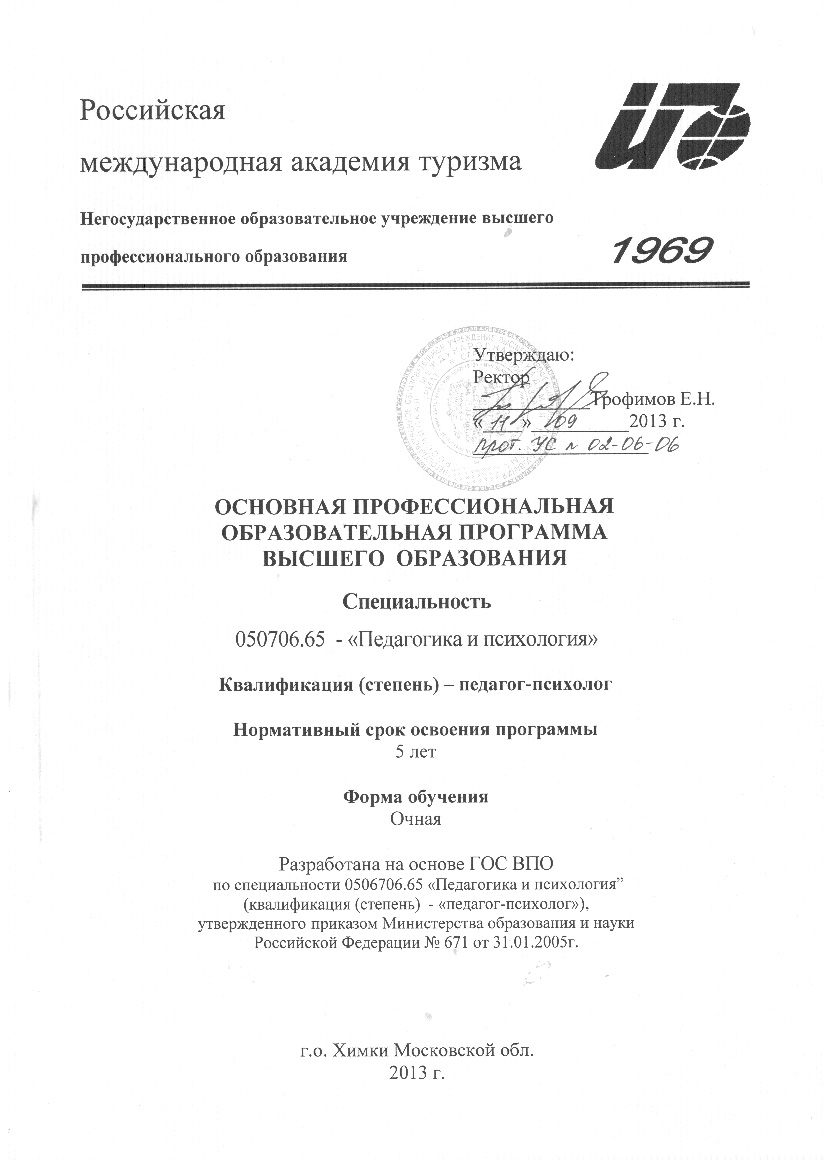 Российская
международная академия туризма
Негосударственное образовательное учреждение высшего
профессионального образования
1969
Утверждаю:
Ректор
Трофимов Е.Н.
« 11 » 09 2013 г.
прот. УС № 02-06-06
ОСНОВНАЯ ПРОФЕССИОНАЛЬНАЯ
ОБРАЗОВАТЕЛЬНАЯ ПРОГРАММА
ВЫСШЕГО ОБРАЗОВАНИЯ
Специальность
050706.65 - «Педагогика и психология»
Квалификация (степень) – педагог-психолог
Нормативный срок освоения программы
5 лет
Форма обучения
Очная
Разработана на основе ГОС ВПО
по специальности 0506706.65 «Педагогика и психология”
(квалификация (степень) - «педагог-психолог»),
утвержденного приказом Министерства образования и науки
Российской Федерации № 671 от 31.01.2005г.
г.о. Химки Московской обл.
2013 г.